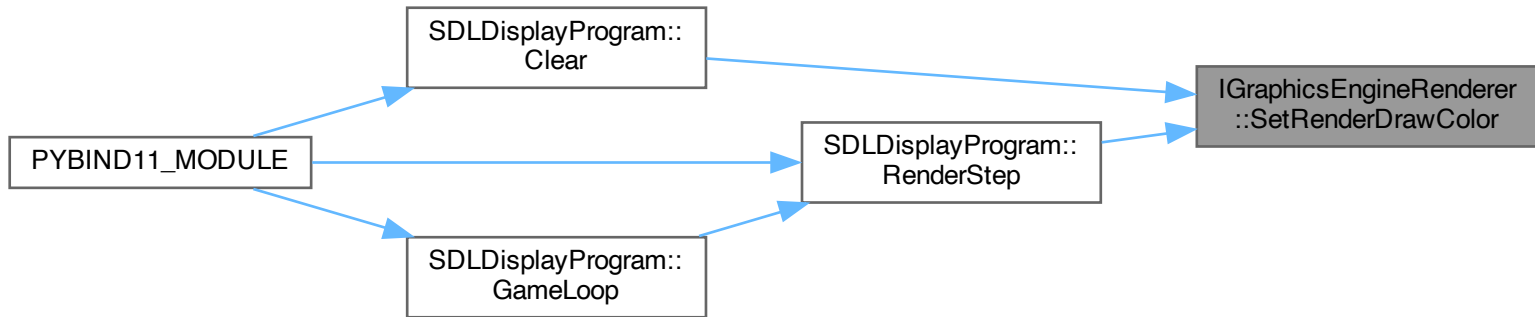 SDLDisplayProgram::
Clear
IGraphicsEngineRenderer
::SetRenderDrawColor
PYBIND11_MODULE
SDLDisplayProgram::
RenderStep
SDLDisplayProgram::
GameLoop